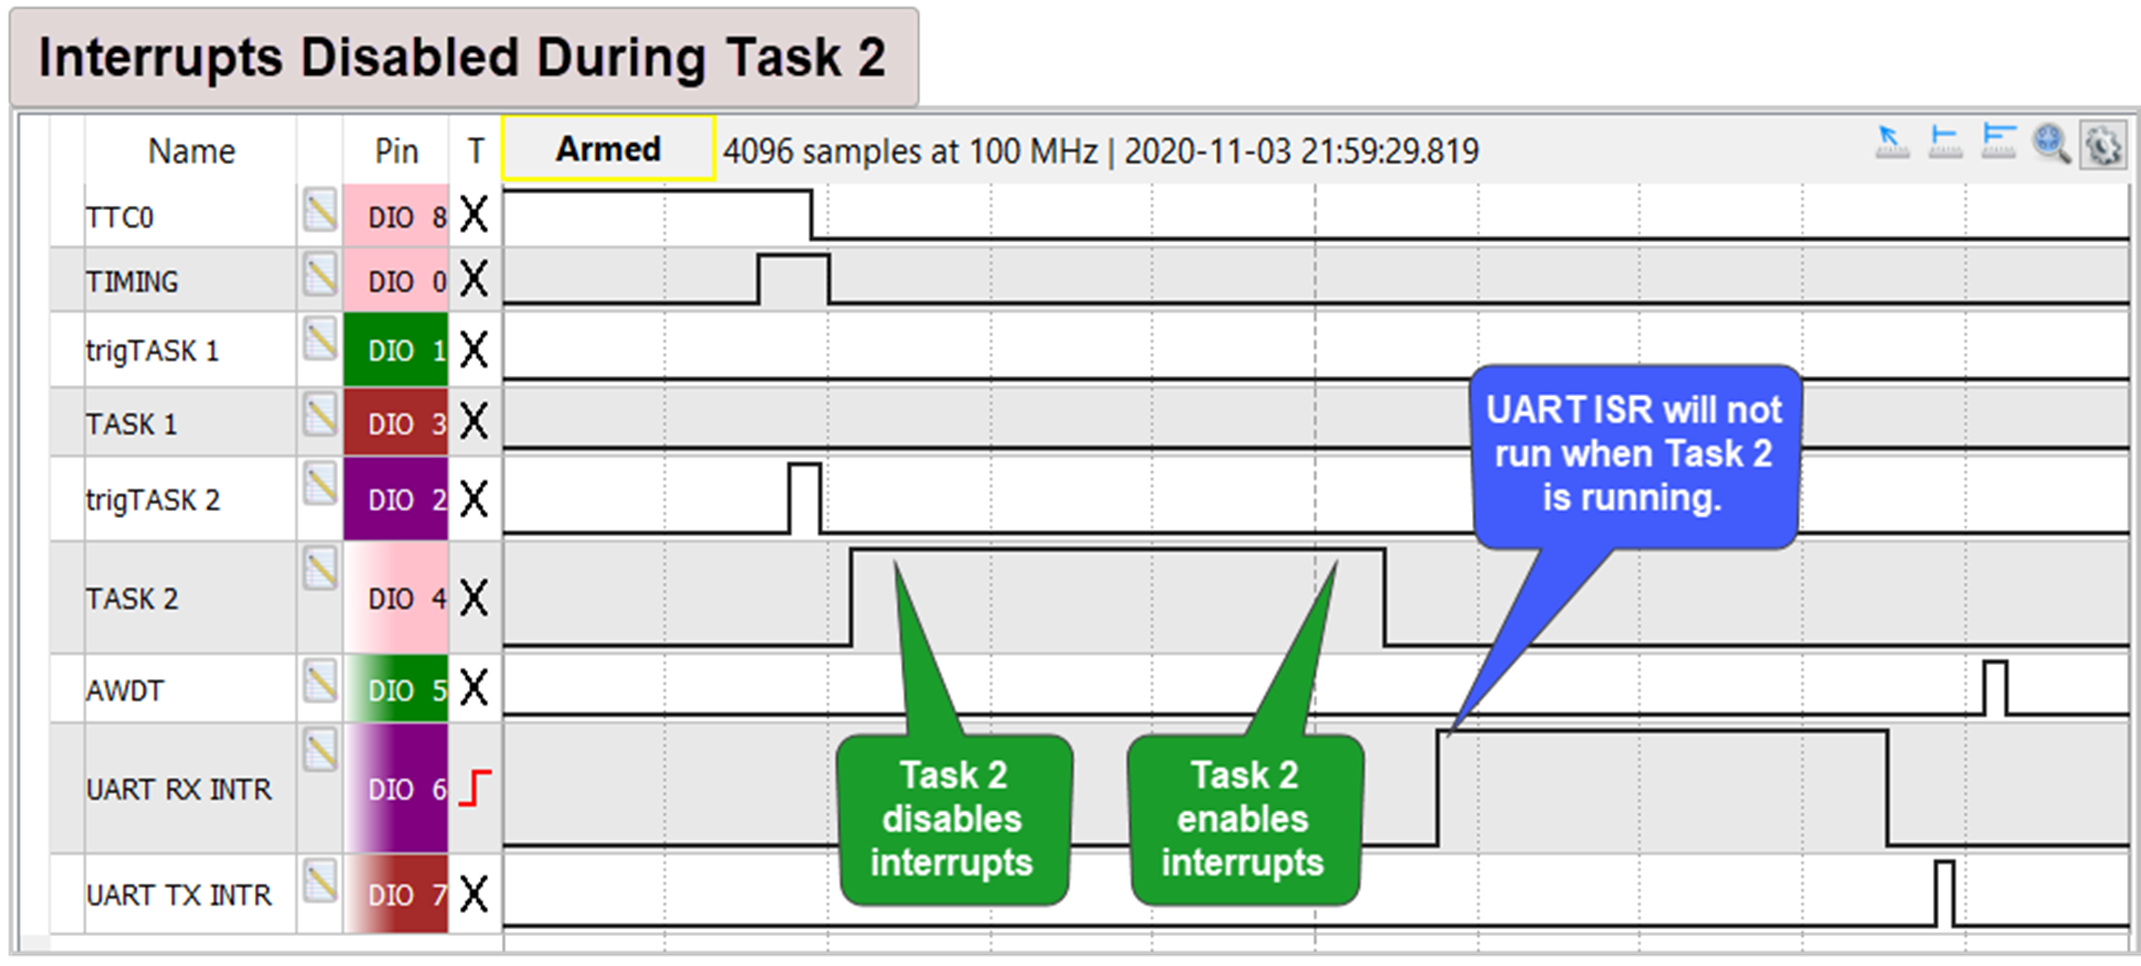 Interrupts Disabled During Task 2
Name Pin T Armed 4096 samples at 100 MHz | 2020-11-03 21:59:29.819
TTC0 DIO 8 X
TIMING DIO 0 X
trigTASK 1 DIO 1 X
TASK 1 DIO 3 X
trigTASK 2 DIO 2 X
TASK 2 DIO 4 X
AWDT DIO 5 X
UART RX INTR DIO 6
UART TX INTR DIO 7 X
UART ISR will not
run when Task 2
is running.
Task 2
disables
interrupts
Task 2
enables
interrupts